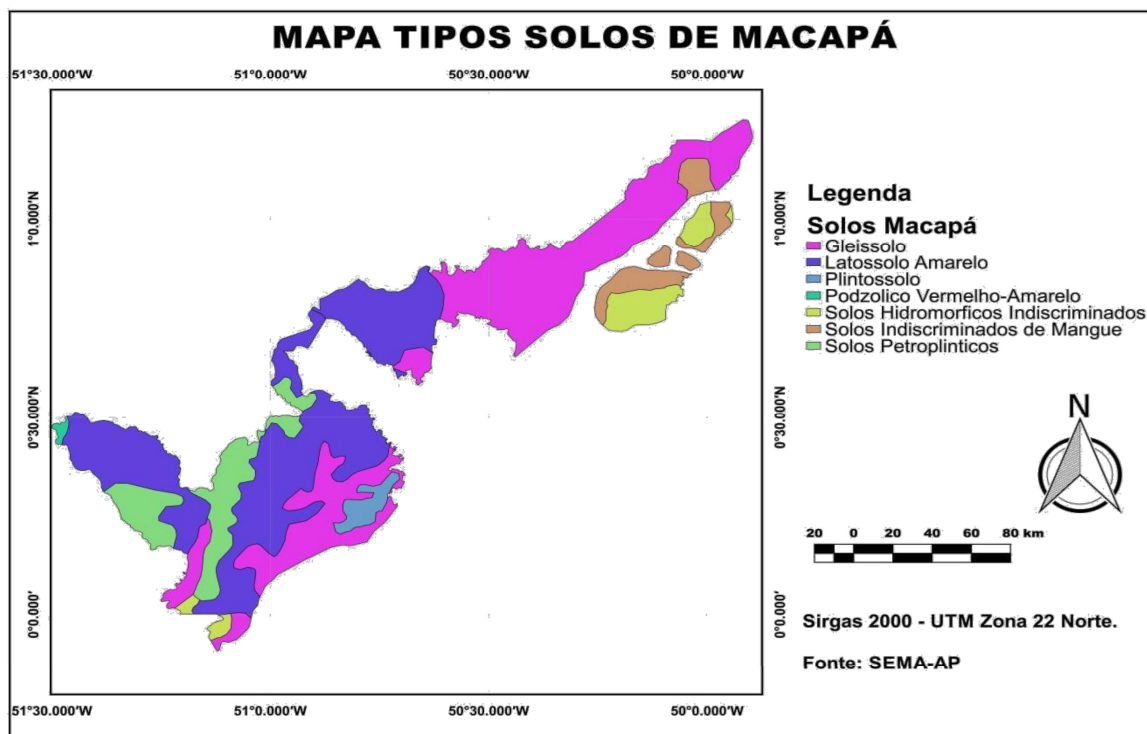 MAPA TIPOS SOLOS DE MACAPÁ
51°30.000'W 51°0.000'W 50°30.000'W 50°0.000'W
1°0.000'N 1°0.000'N
0°30.000'N 0°30.000'N
0°0.000' 0°0.000'
51°30.000'W 51°0.000'W 50°30.000'W 50°0.000'W
Legenda
Solos Macapá
Gleissolo
Latossolo Amarelo
Plintossolo
Podzolico Vermelho-Amarelo
Solos Hidromorficos Indiscriminados
Solos Indiscriminados de Mangue
Solos Petroplinticos
N
20 0 20 40 60 80 km
Sirgas 2000 - UTM Zona 22 Norte.
Fonte: SEMA-AP